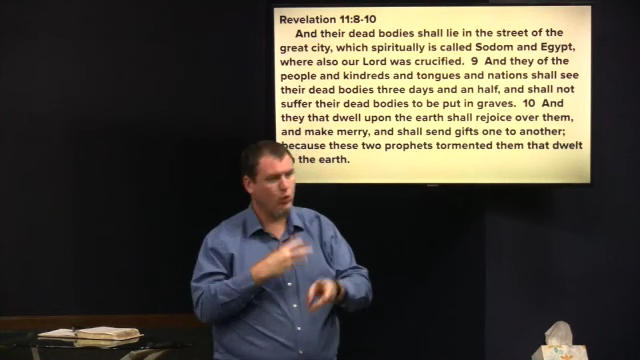 Revelation 11:8-10
And their dead bodies shall lie in the street of the
great city, which spiritually is called Sodom and Egypt,
where also our Lord was crucified. 9 And they of the
people and kindreds and tongues and nations shall see
their dead bodies three days and an half, and shall not
suffer their dead bodies to be put in graves. 10 And
they that dwell upon the earth shall rejoice over them,
and make merry, and shall send gifts one to another;
because these two prophets tormented them that dwelt
the earth.